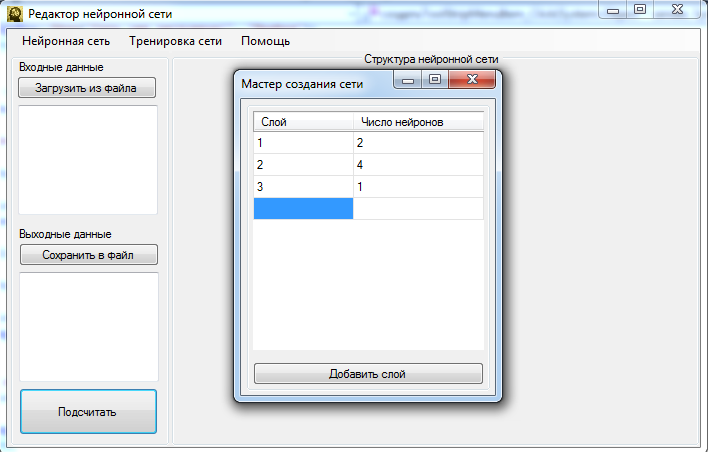 Редактор нейронной сети
Нейронная сеть Тренировка сети Помощь
Входные данные
Загрузить из файла
Выходные данные
Сохранить в файл
Подсчитать
Структура нейронной сети
Мастер создания сети
Слой Число нейронов
1 2
2 4
3 1
Добавить слой